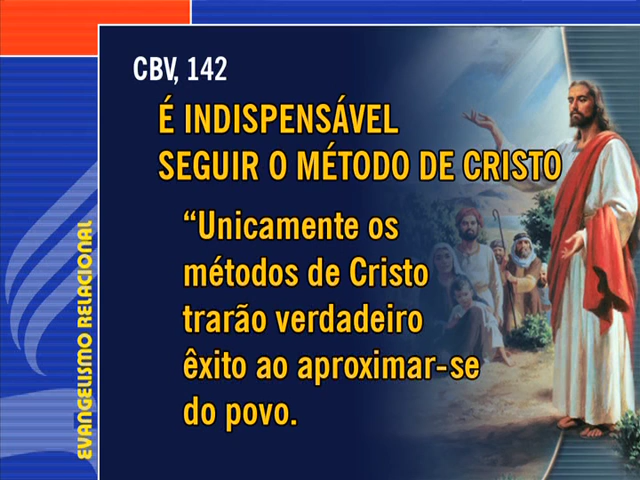 CBV, 142
É INDISPENSÁVEL
SEGUIR O MÉTODO DE CRISTO
“Unicamente os
métodos de Cristo
trarão verdadeiro
êxito ao aproximar-se
do povo.
EVANGELISMO RELACIONAL